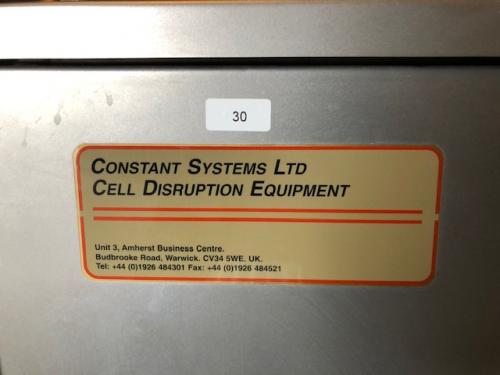 30
CONSTANT SYSTEMS LTD
CELL DISRUPTION EQUIPMENT
Unit 3, Amherst Business Centre.
Budbrooke Road, Warwick. CV34 5WE. UK.
Tel: +44 (0)1926 484301 Fax: +44 (0)1926 484521